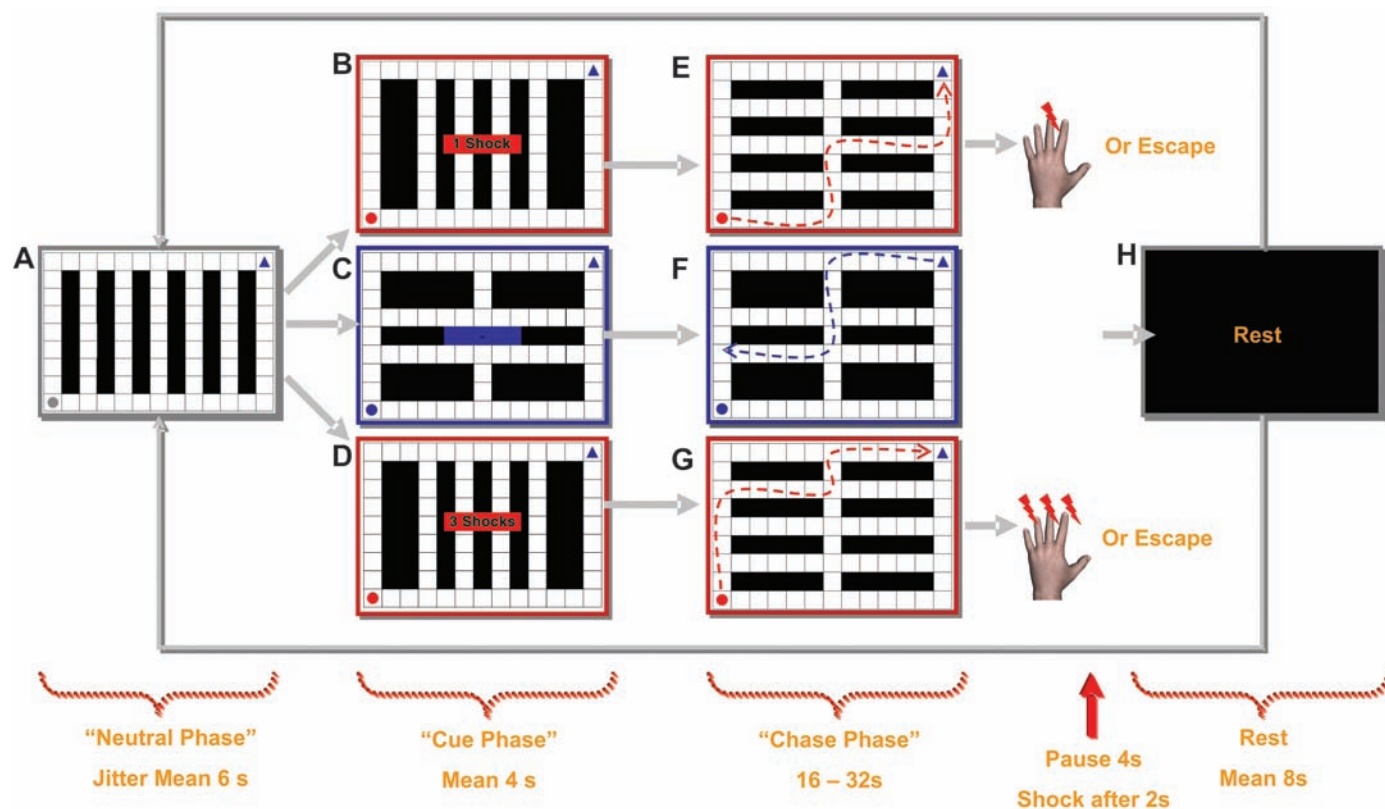 B
E
1 Shock
Or Escape
A
C
F
H
Rest
D
G
3 Shocks
Or Escape
“Neutral Phase”
Jitter Mean 6 s
“Cue Phase”
Mean 4 s
“Chase Phase”
16 – 32s
Pause 4s
Shock after 2s
Rest
Mean 8s